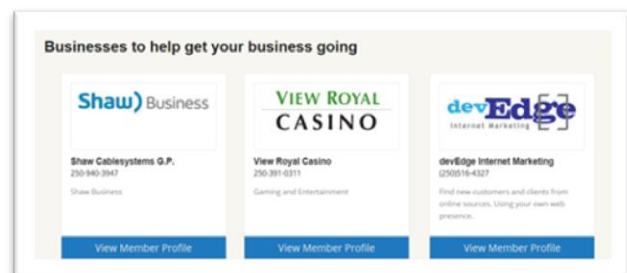 Businesses to help get your business going
Shaw) Business
VIEW ROYAL
CASINO
devEdge
Internet Marketing
Shaw Cablesystems G.P.
250-940-3947
Shaw Business
View Royal Casino
250-391-0311
Gaming and Entertainment
devEdge Internet Marketing
(250)516-4327
Find new customers and clients from
online sources. Using your own web
presence.
View Member Profile
View Member Profile
View Member Profile